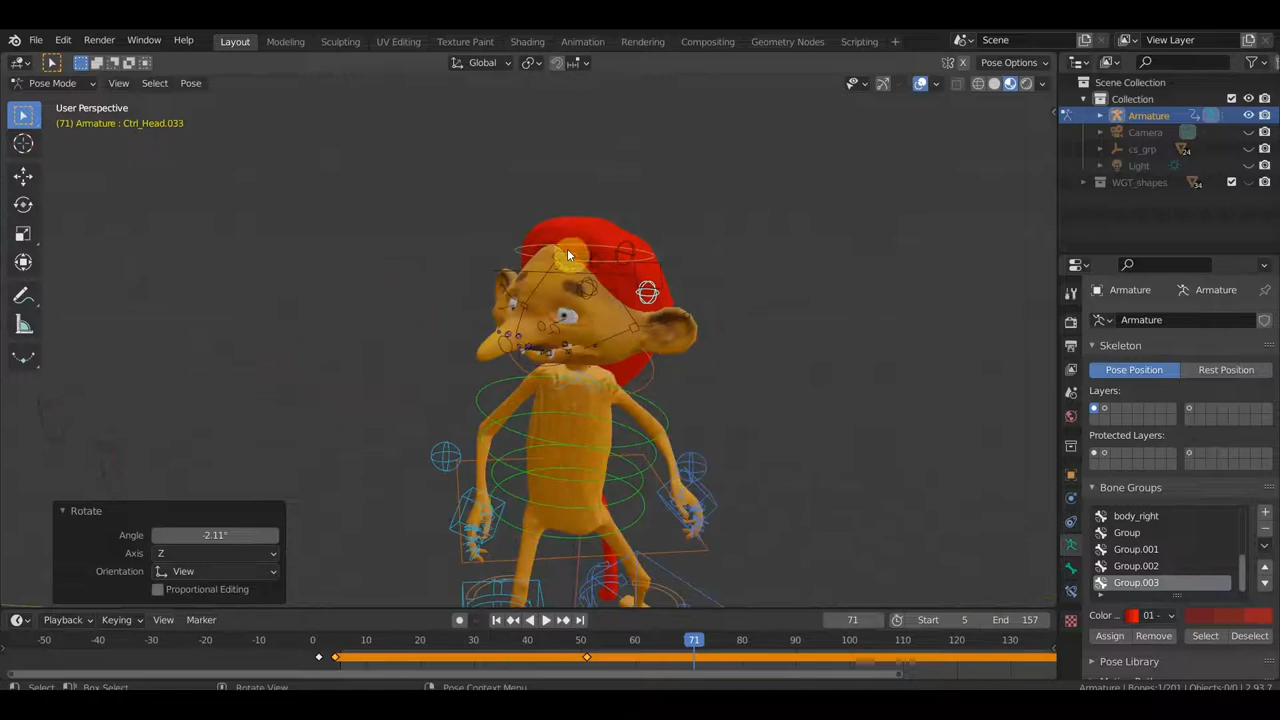 File Edit Render Window Help
Layout Modeling Sculpting UV Editing Texture Paint Shading Animation Rendering Compositing Geometry Nodes Scripting +
Scene
View Layer
Global
Pose Options
Pose Mode View Select Pose
User Perspective
(71) Armature : Ctrl_Head.033
Scene Collection
Collection
Armature
Camera
cs_grp 24
Light
WGT_shapes 34
Armature Armature
Armature
Skeleton
Pose Position Rest Position
Layers:
Protected Layers:
Bone Groups
body_right
Group
Group.001
Group.002
Group.003
Color ... 01 -
Assign Remove Select Deselect
Pose Library
Rotate
Angle -2.11°
Axis Z
Orientation View
Proportional Editing
Playback Keying View Marker
71 Start 5 End 157
-50 -40 -30 -20 -10 0 10 20 30 40 50 60 71 80 90 100 110 120 130
Select Box Select Rotate View Pose Context Menu